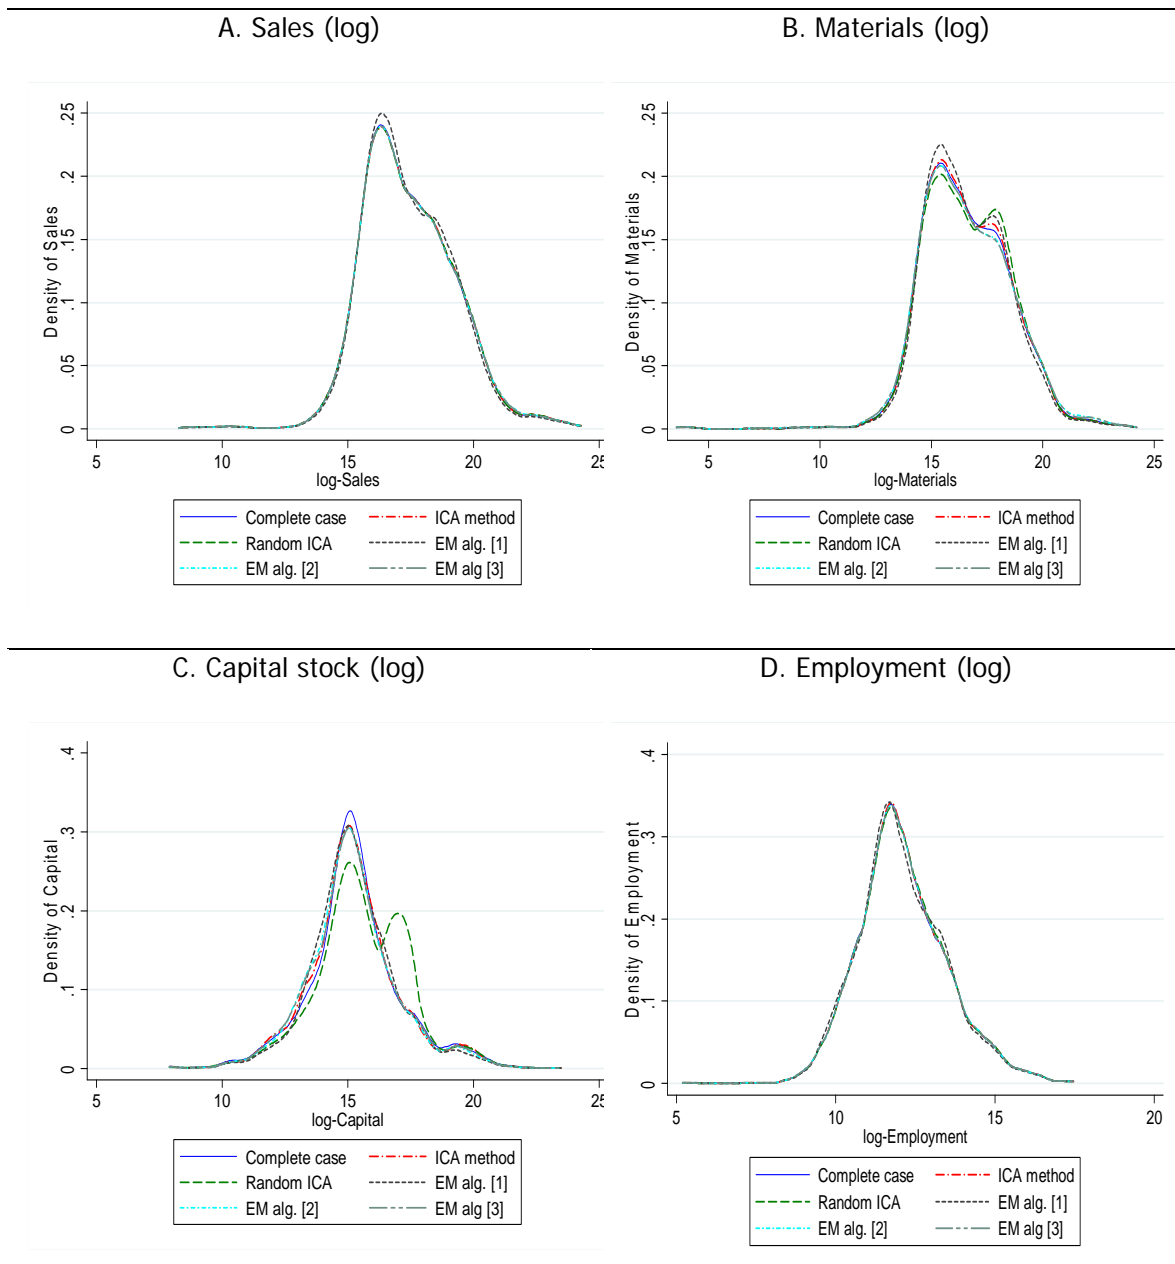 A. Sales (log)
B. Materials (log)
Density of Sales
0 .05 .1 .15 .2 .25
5 10 15 20 25
log-Sales
Complete case ICA method
Random ICA EM alg. [1]
EM alg. [2] EM alg [3]
Density of Materials
0 .05 .1 .15 .2 .25
5 10 15 20 25
log-Materials
Complete case ICA method
Random ICA EM alg. [1]
EM alg. [2] EM alg [3]
C. Capital stock (log)
D. Employment (log)
Density of Capital
0 .1 .2 .3 .4
5 10 15 20 25
log-Capital
Complete case ICA method
Random ICA EM alg. [1]
EM alg. [2] EM alg [3]
Density of Employment
0 .1 .2 .3 .4
5 10 15 20
log-Employment
Complete case ICA method
Random ICA EM alg. [1]
EM alg. [2] EM alg [3]